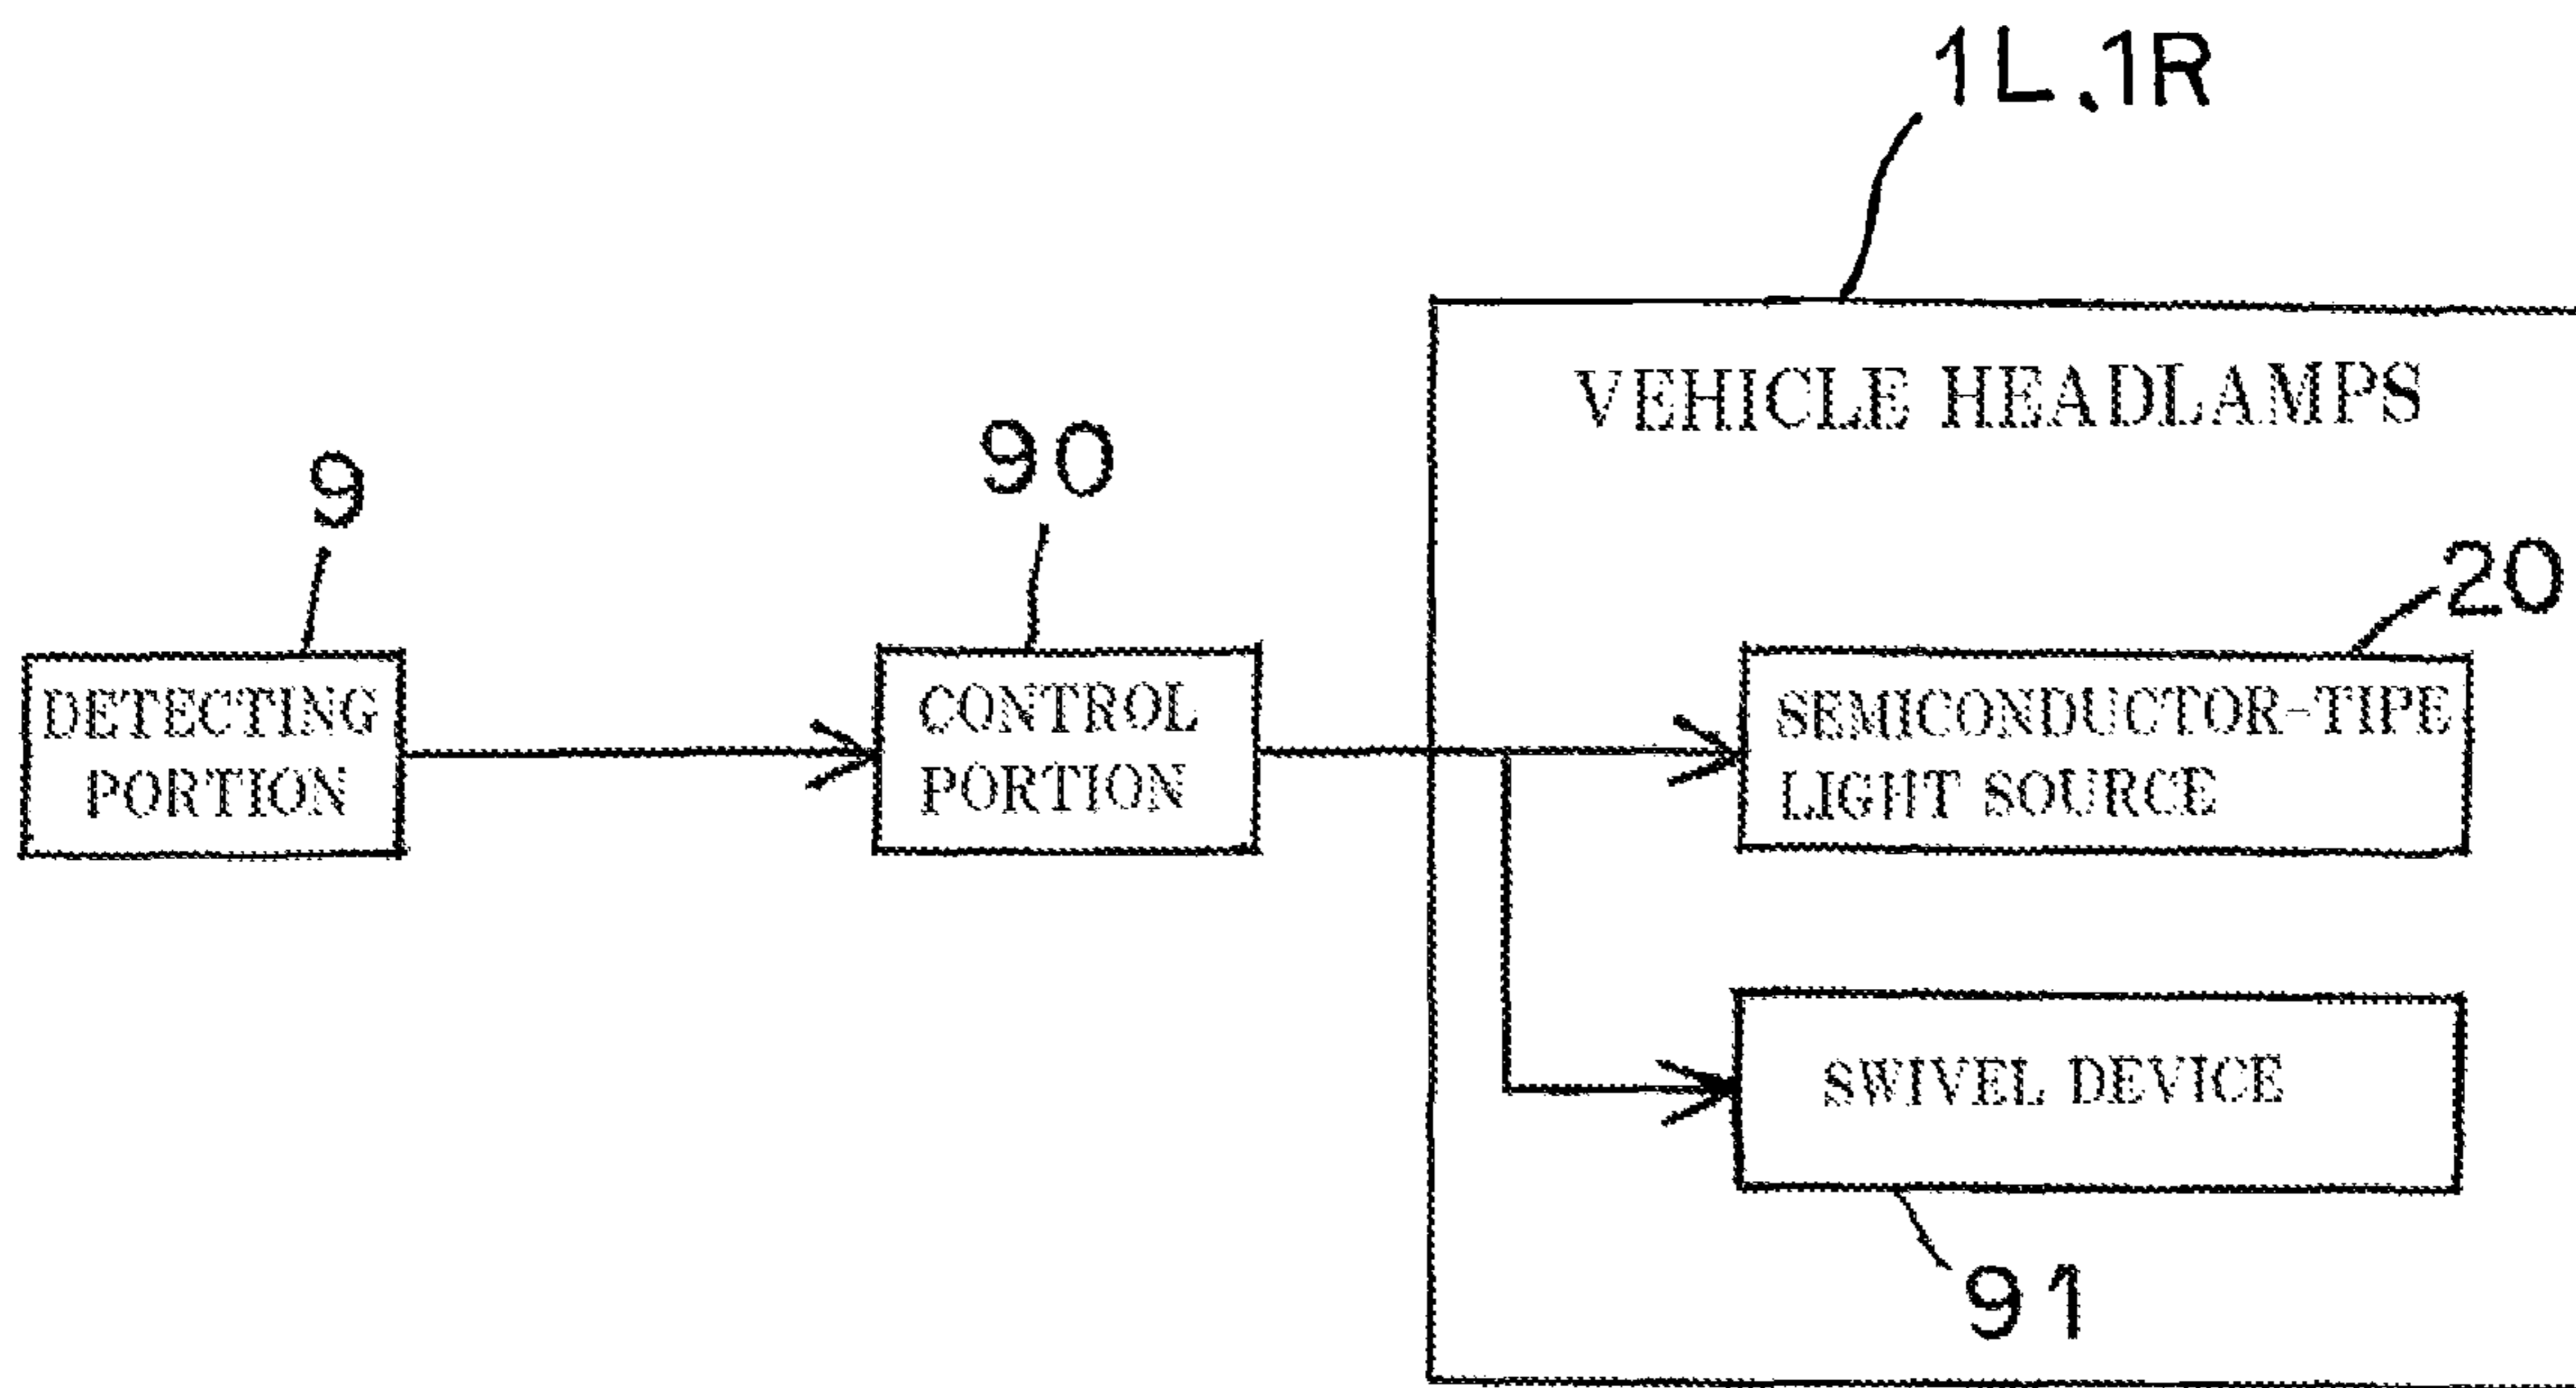 1L.1R
VEHICLE HEADLAMPS
9
90
20
DETECTING
PORTION
CONTROL
PORTION
SEMICONDUCTOR-TIPE
LIGHT SOURCE
SWIVEL DEVICE
91